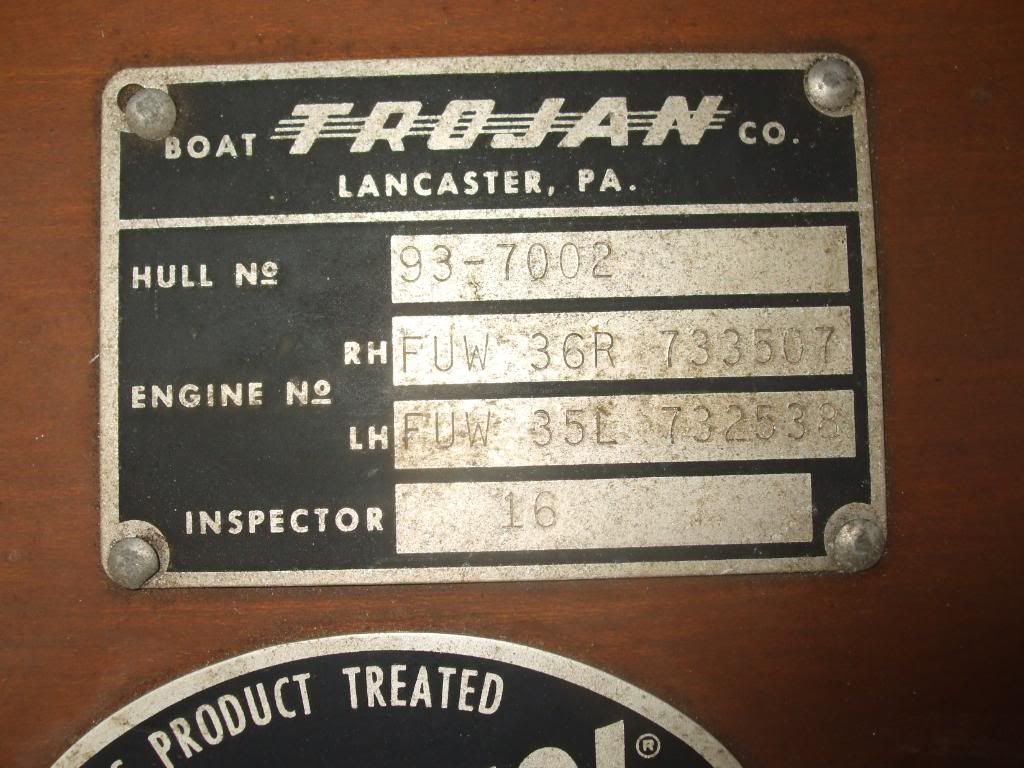 BOAT TROJAN CO.
LANCASTER, PA.
HULL Nº 93-7002
RH FUW 36R 733507
ENGINE Nº
LH FUW 35L 732538
INSPECTOR 16
PRODUCT TREATED
®